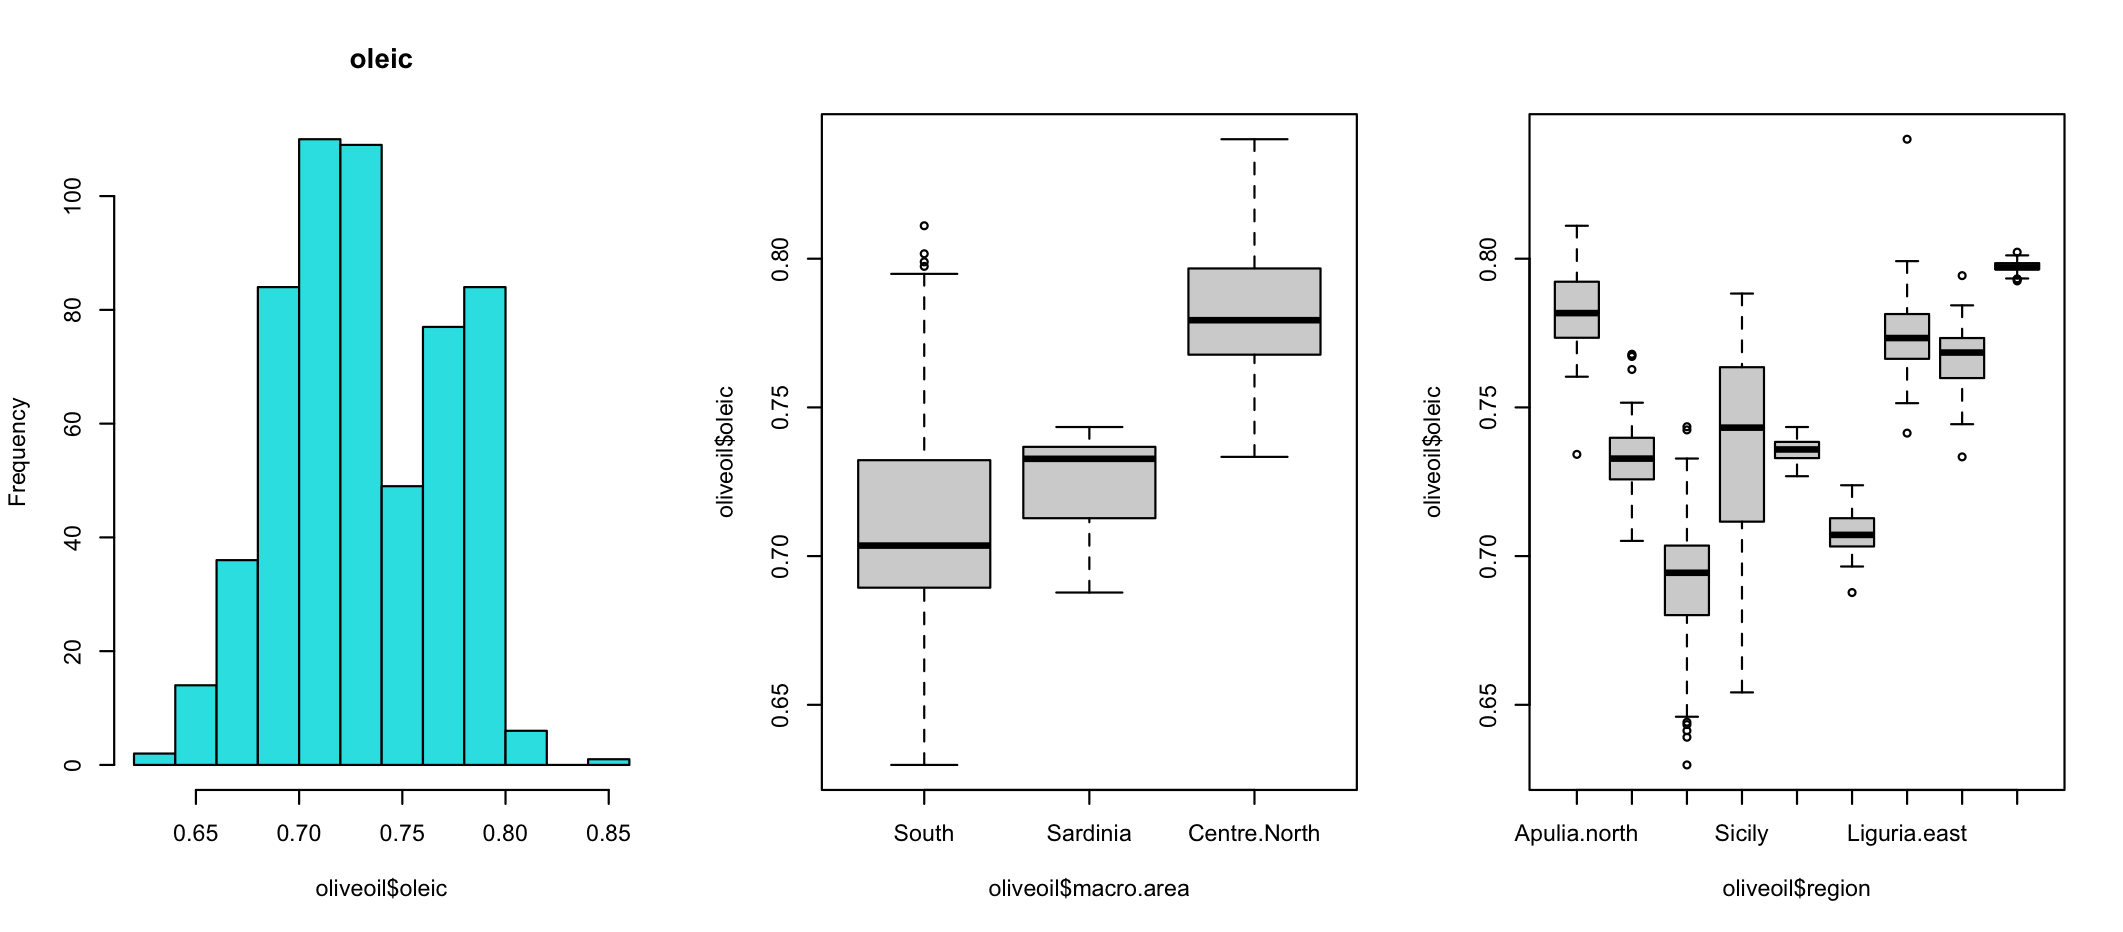 oleic
Frequency
0 20 40 60 80 100
0.65 0.70 0.75 0.80 0.85
oliveoil$oleic
oliveoil$oleic
0.65 0.70 0.75 0.80
South Sardinia Centre.North
oliveoil$macro.area
oliveoil$oleic
0.65 0.70 0.75 0.80
Apulia.north Sicily Liguria.east
oliveoil$region